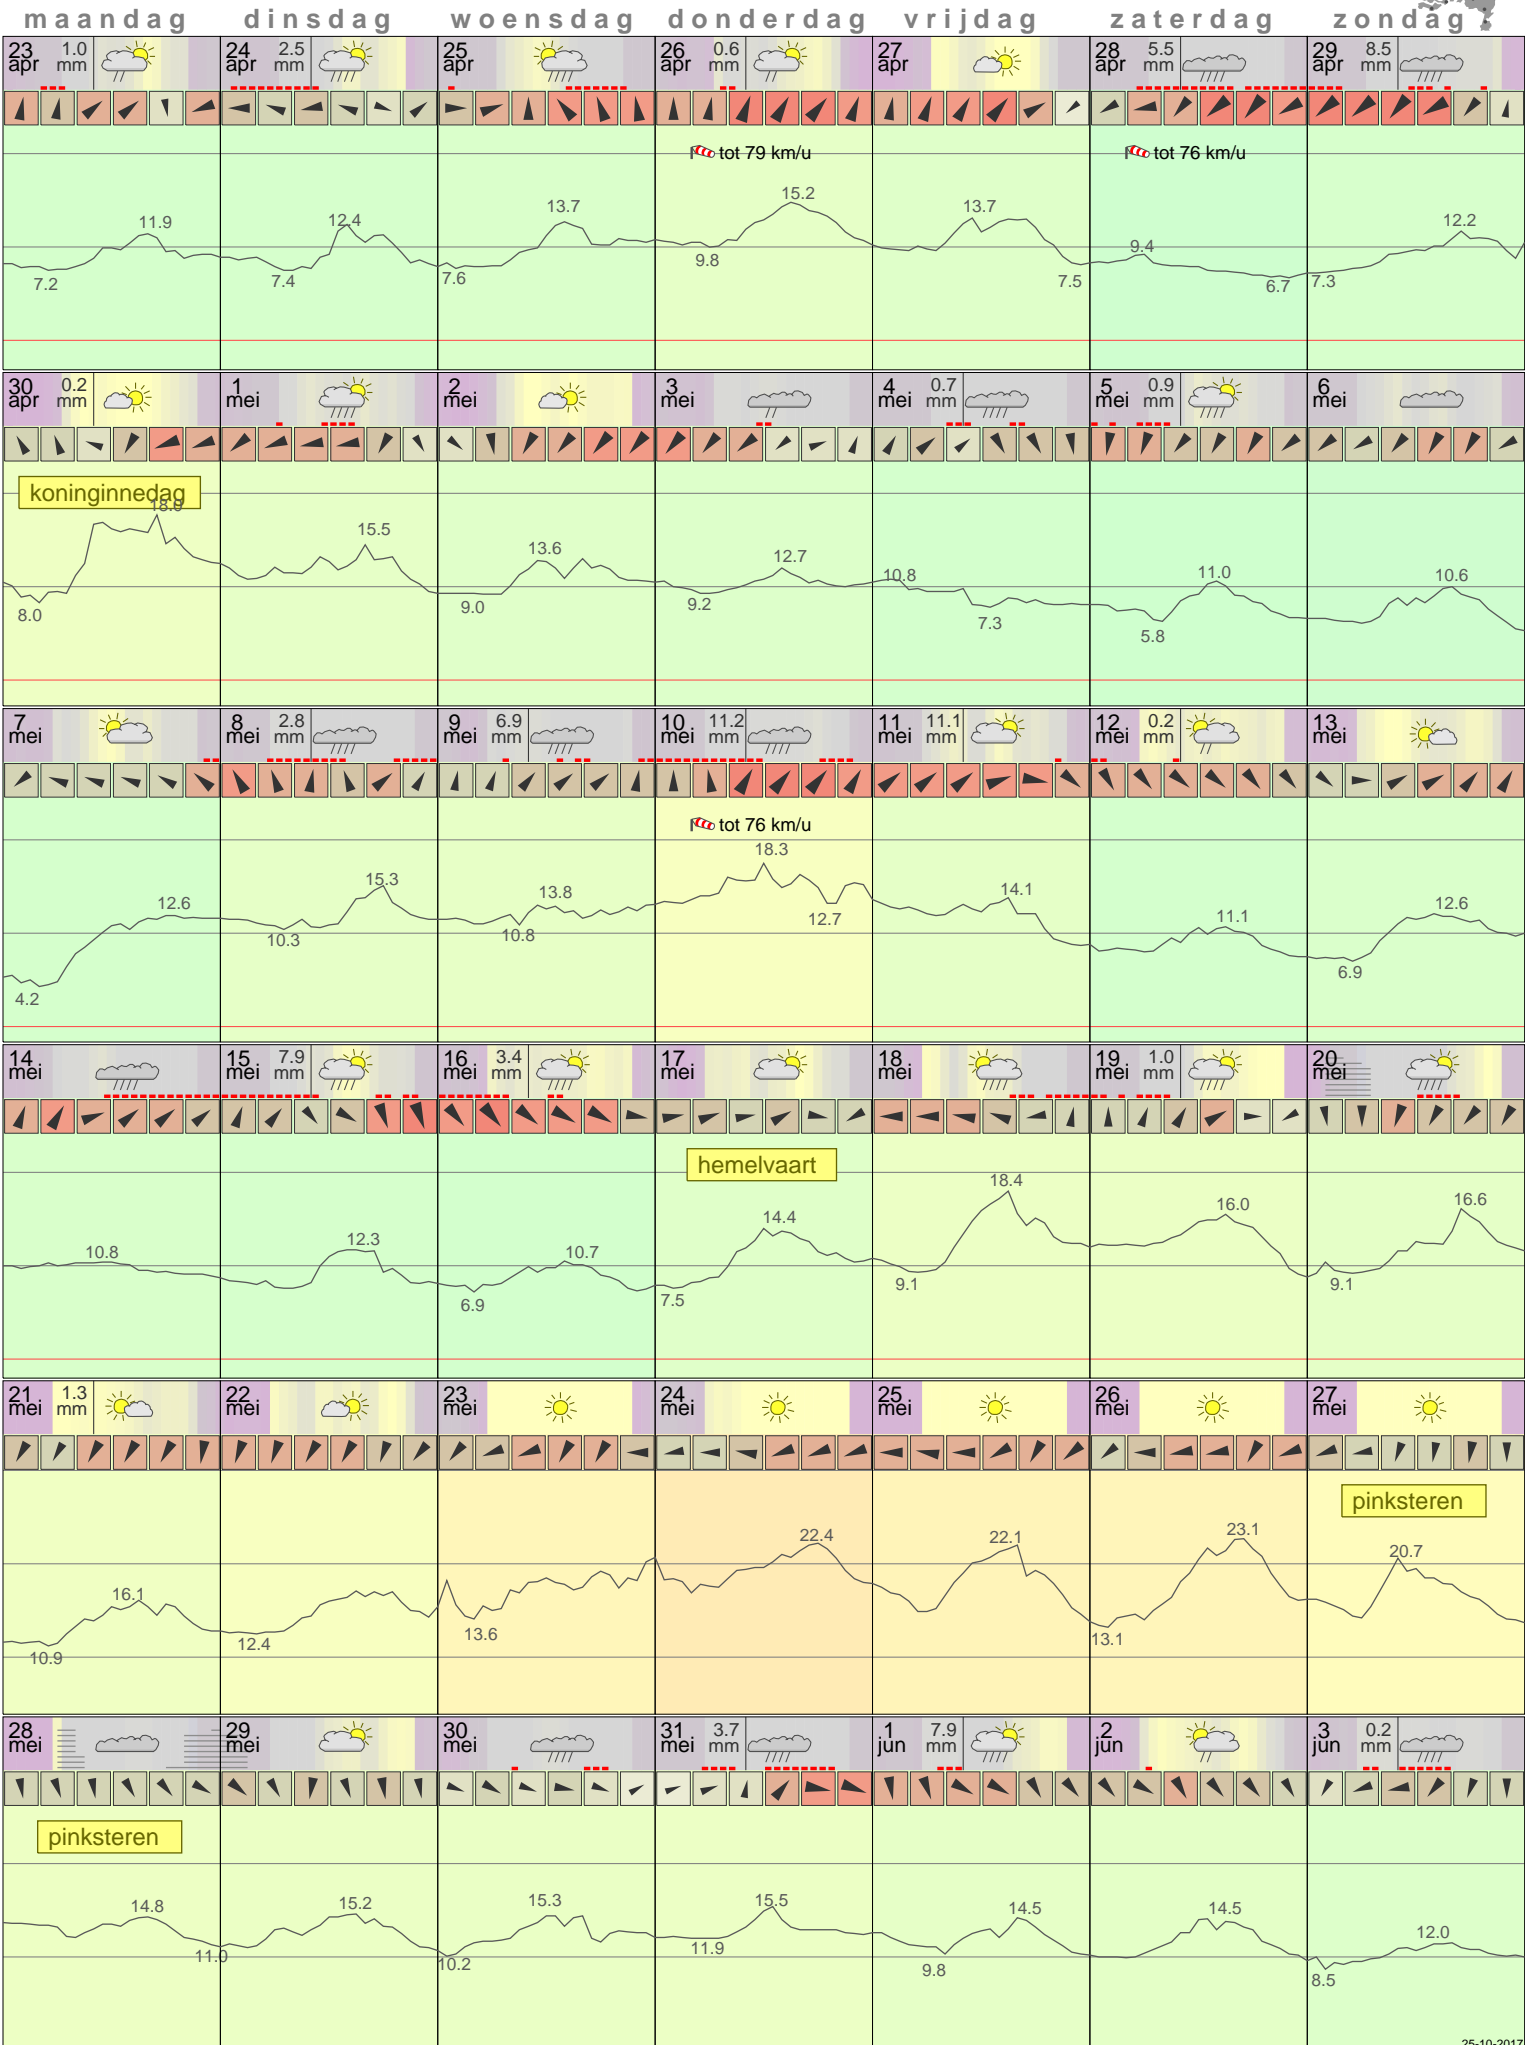 maandag dinsdag woensdag donderdag vrijdag zaterdag zondag
23 apr 1.0 mm 24 apr 2.5 mm 25 apr 26 apr 0.6 mm 27 apr 28 apr 5.5 mm 29 apr 8.5 mm
tot 79 km/u tot 76 km/u
11.9 12.4 13.7 15.2 13.7 9.4 12.2
7.2 7.4 7.6 9.8 7.5 6.7 7.3
30 apr 0.2 mm 1 mei 2 mei 3 mei 4 mei 0.7 mm 5 mei 0.9 mm 6 mei
koninginnedag
15.5 13.6 12.7 10.8 11.0 10.6
8.0 9.0 9.2 7.3 5.8
7 mei 8 mei 2.8 mm 9 mei 6.9 mm 10 mei 11.2 mm 11 mei 11.1 mm 12 mei 0.2 mm 13 mei
tot 76 km/u
12.6 15.3 13.8 18.3 14.1 11.1 12.6
4.2 10.3 10.8 12.7 6.9
14 mei 15 mei 7.9 mm 16 mei 3.4 mm 17 mei 18 mei 19 mei 1.0 mm 20 mei
hemelvaart
10.8 12.3 10.7 14.4 18.4 16.0 16.6
6.9 7.5 9.1 9.1
21 mei 1.3 mm 22 mei 23 mei 24 mei 25 mei 26 mei 27 mei
pinksteren
16.1 22.4 22.1 23.1 20.7
10.9 12.4 13.6 13.1
28 mei 29 mei 30 mei 31 mei 3.7 mm 1 jun 7.9 mm 2 jun 3 jun 0.2 mm
pinksteren
14.8 15.2 15.3 15.5 14.5 14.5 12.0
11.0 10.2 11.9 9.8 8.5
25-10-2017